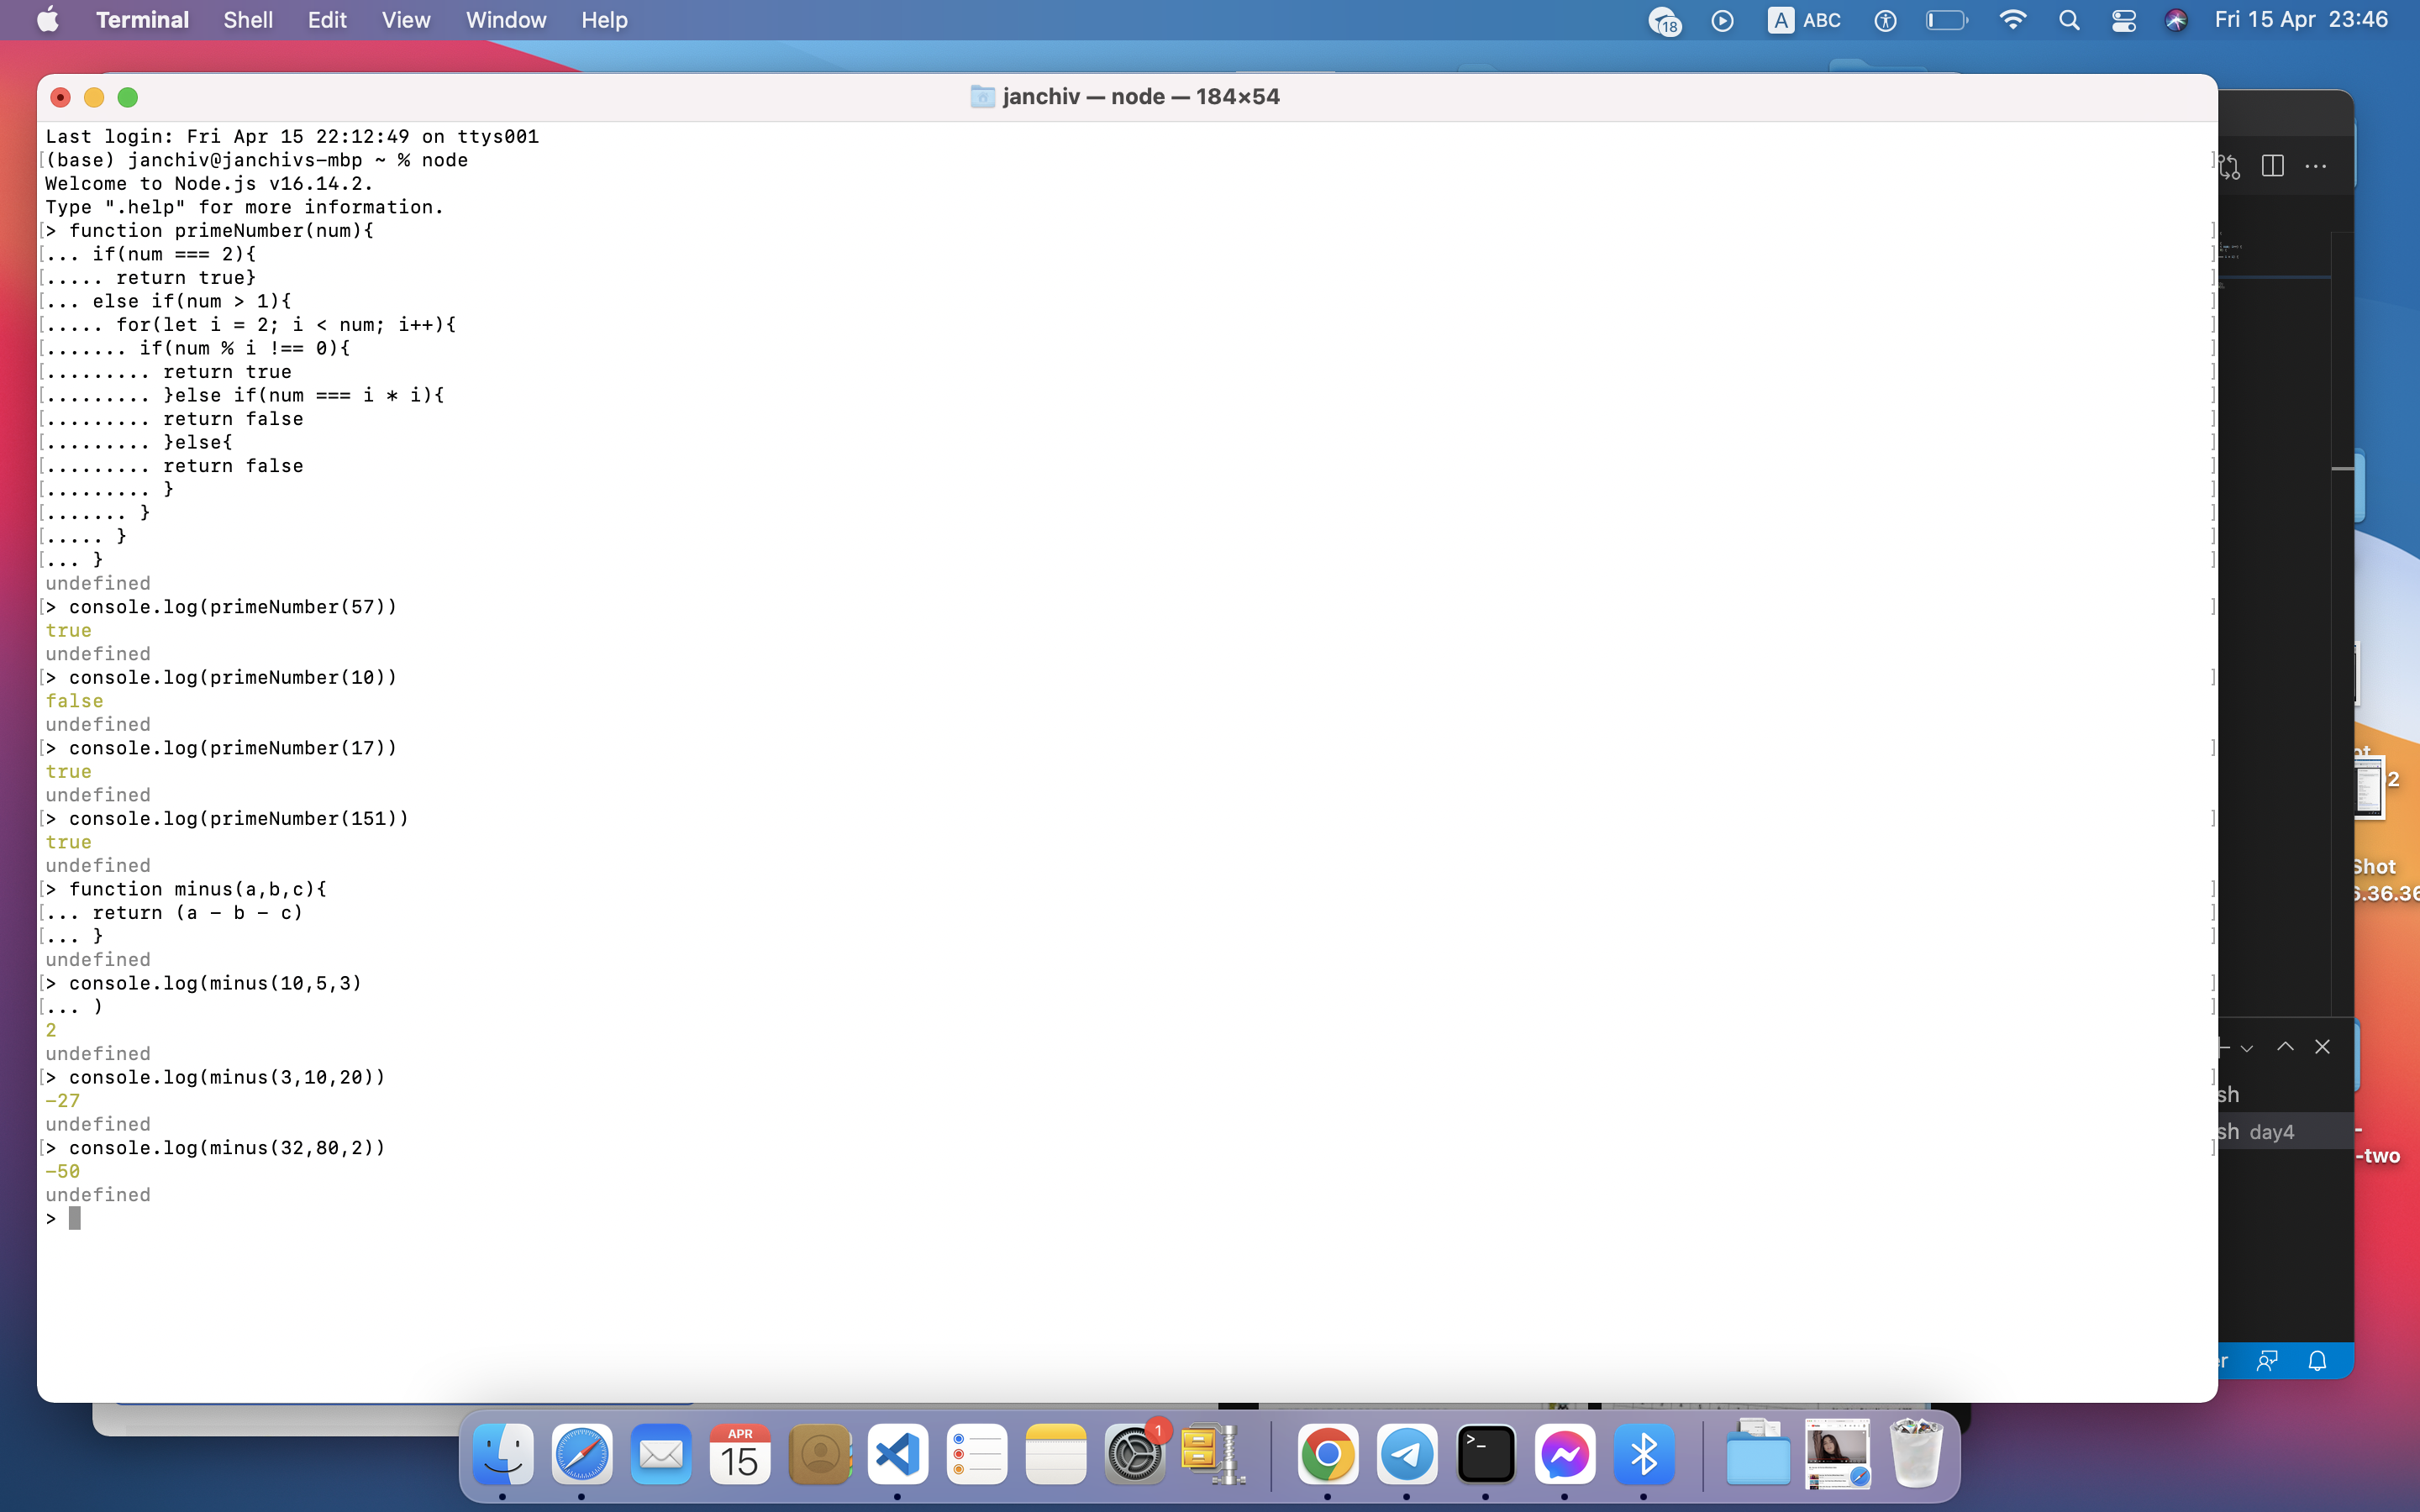 Terminal Shell Edit View Window Help 18 A ABC Fri 15 Apr 23:46
janchiv — node — 184×54
Last login: Fri Apr 15 22:12:49 on ttys001
[(base) janchiv@janchivs-mbp ~ % node ]
Welcome to Node.js v16.14.2.
Type ".help" for more information.
[> function primeNumber(num){ ]
[... if(num === 2){ ]
[..... return true} ]
[... else if(num > 1){ ]
[..... for(let i = 2; i < num; i++){ ]
[....... if(num % i !== 0){ ]
[......... return true ]
[......... }else if(num === i * i){ ]
[......... return false ]
[......... }else{ ]
[......... return false ]
[......... } ]
[....... } ]
[..... } ]
[... } ]
undefined
[> console.log(primeNumber(57)) ]
true
undefined
[> console.log(primeNumber(10)) ]
false
undefined
[> console.log(primeNumber(17)) ]
true
undefined
[> console.log(primeNumber(151)) ]
true
undefined
[> function minus(a,b,c){ ]
[... return (a - b - c) ]
[... } ]
undefined
[> console.log(minus(10,5,3) ]
[... ) ]
2
undefined
[> console.log(minus(3,10,20)) ]
-27
undefined
[> console.log(minus(32,80,2)) ]
-50
undefined
>
sh
sh day4
Shot
6.36.36
-two
APR
15
1
>_